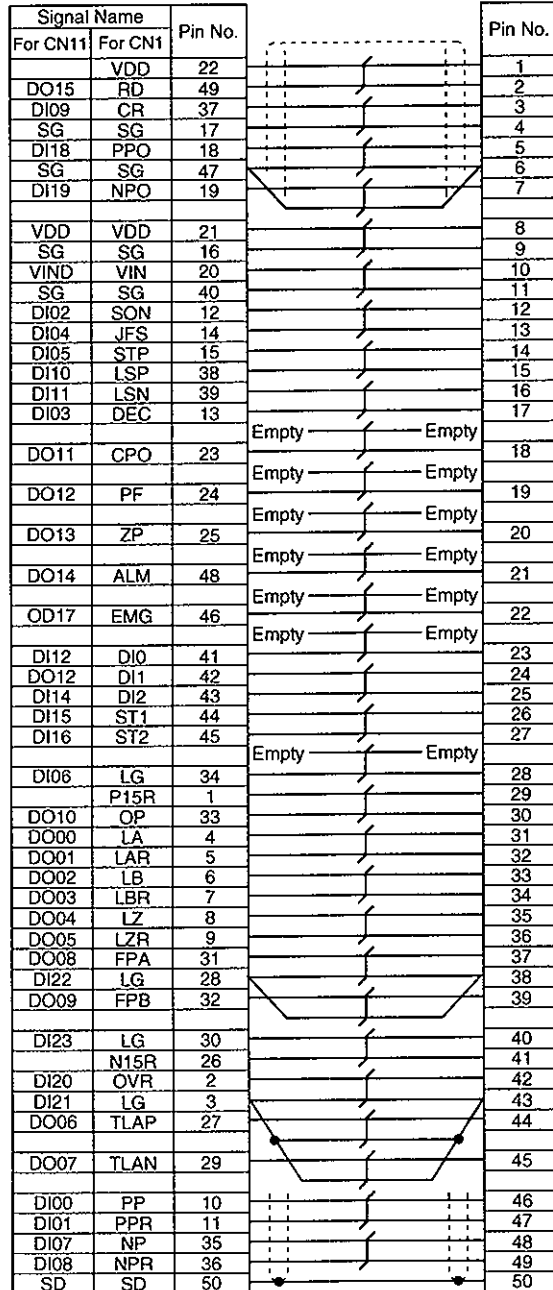 Signal Name Pin No. Pin No.
For CN11 For CN1
VDD 22 1
DO15 RD 49 2
DI09 CR 37 3
SG SG 17 4
DI18 PPO 18 5
SG SG 47 6
DI19 NPO 19 7
VDD VDD 21 8
SG SG 16 9
VIND VIN 20 10
SG SG 40 11
DI02 SON 12 12
DI04 JFS 14 13
DI05 STP 15 14
DI10 LSP 38 15
DI11 LSN 39 16
DI03 DEC 13 17
Empty Empty
DO11 CPO 23 18
Empty Empty
DO12 PF 24 19
Empty Empty
DO13 ZP 25 20
Empty Empty
DO14 ALM 48 21
Empty Empty
OD17 EMG 46 22
Empty Empty
DI12 DI0 41 23
DO12 DI1 42 24
DI14 DI2 43 25
DI15 ST1 44 26
DI16 ST2 45 27
Empty Empty
DI06 LG 34 28
P15R 1 29
DO10 OP 33 30
DO00 LA 4 31
DO01 LAR 5 32
DO02 LB 6 33
DO03 LBR 7 34
DO04 LZ 8 35
DO05 LZR 9 36
DO08 FPA 31 37
DI22 LG 28 38
DO09 FPB 32 39
DI23 LG 30 40
N15R 26 41
DI20 OVR 2 42
DI21 LG 3 43
DO06 TLAP 27 44
DO07 TLAN 29 45
DI00 PP 10 46
DI01 PPR 11 47
DI07 NP 35 48
DI08 NPR 36 49
SD SD 50 50